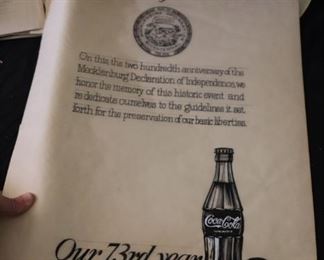 On this the two hundredth anniversary of the
Mecklenburg Declaration of Independence, we
honor the memory of this historic event and
rededicate ourselves to the guidelines it set
forth for the preservation of our basic liberties.
Coca-Cola
Our 73rd year